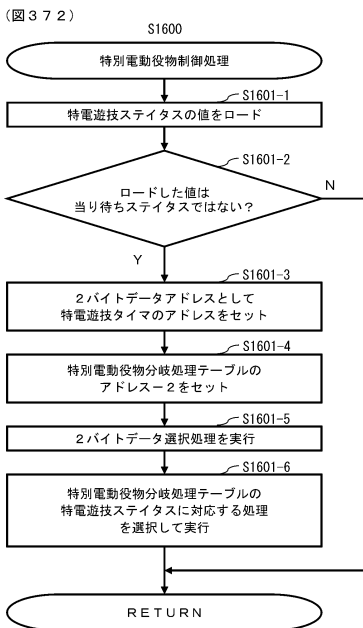 (図３７２)
S1600
特別電動役物制御処理
S1601-1
特電遊技ステイタスの値をロード
S1601-2
ロードした値は
当り待ちステイタスではない？
N
Y
S1601-3
２バイトデータアドレスとして
特電遊技タイマのアドレスをセット
S1601-4
特別電動役物分岐処理テーブルの
アドレス－２をセット
S1601-5
２バイトデータ選択処理を実行
S1601-6
特別電動役物分岐処理テーブルの
特電遊技ステイタスに対応する処理
を選択して実行
ＲＥＴＵＲＮ